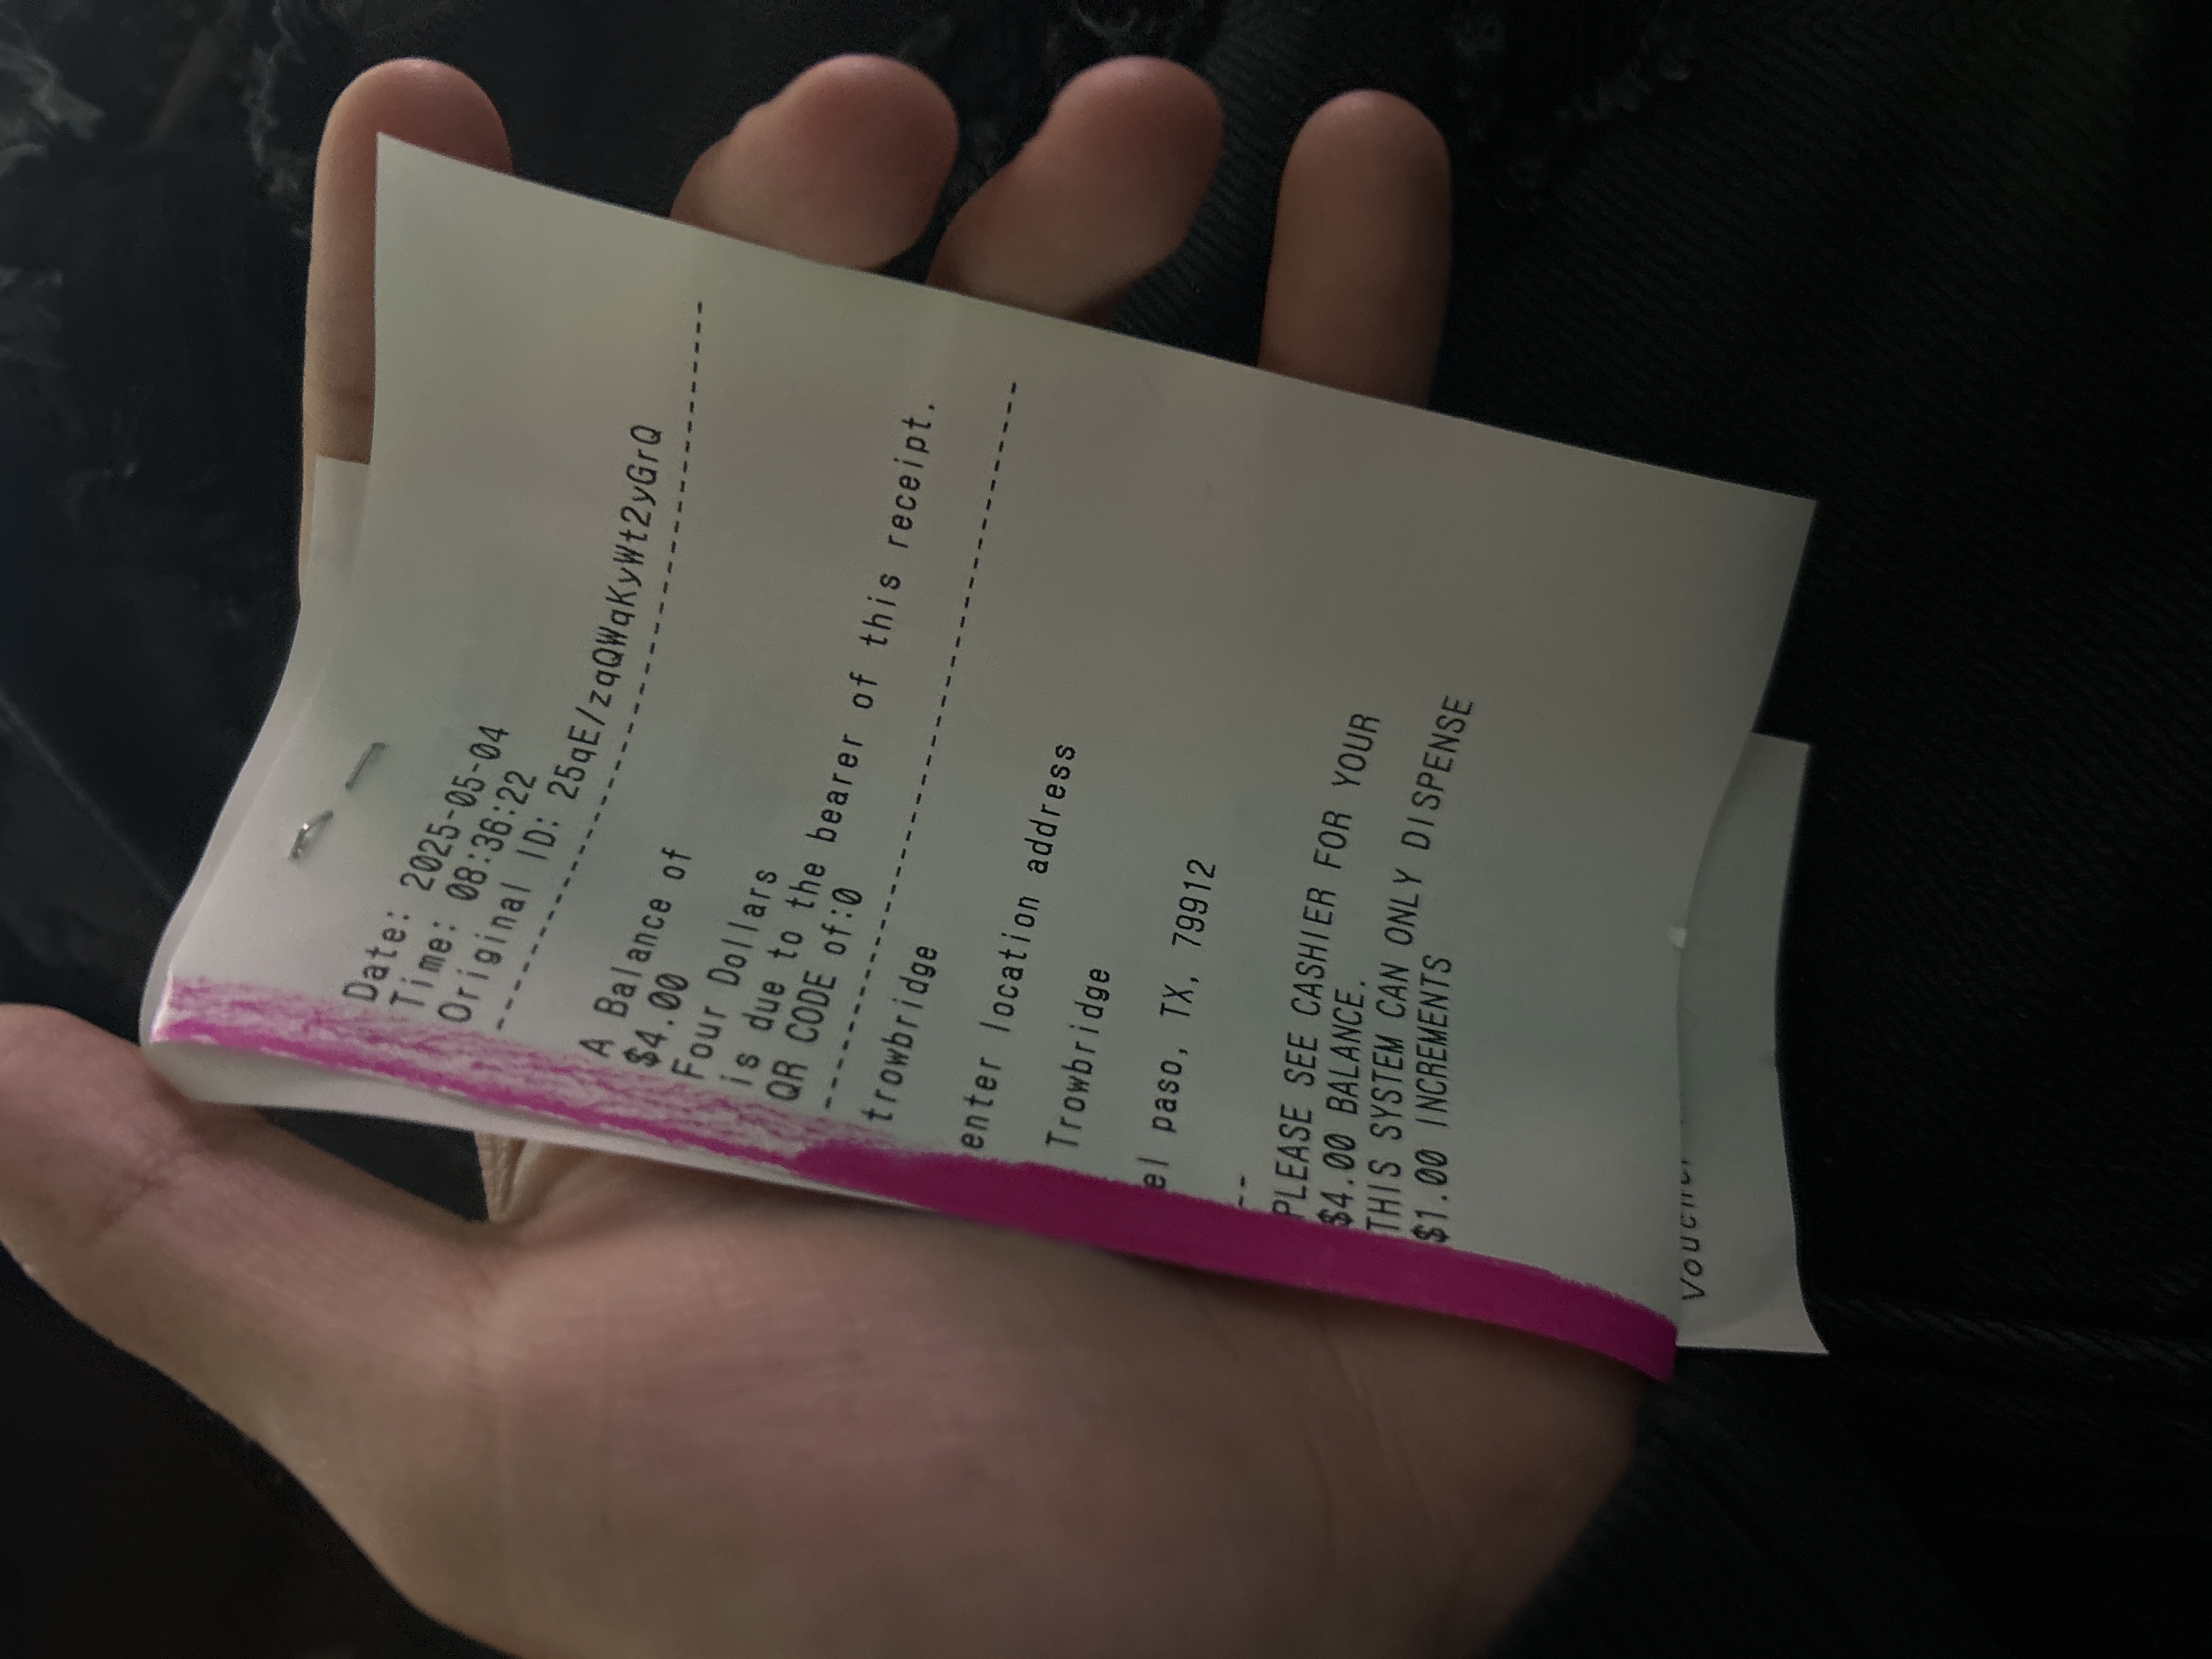 Date: 2025-05-04
Time: 08:36:22
Original ID: 25qE/zqQWqKyWt2yGrQ
----------------------------------------
A Balance of
$4.00
Four Dollars
is due to the bearer of this receipt.
QR CODE of:0
----------------------------------------
trowbridge
enter location address
Trowbridge
el paso, TX, 79912
--
PLEASE SEE CASHIER FOR YOUR
$4.00 BALANCE.
THIS SYSTEM CAN ONLY DISPENSE
$1.00 INCREMENTS